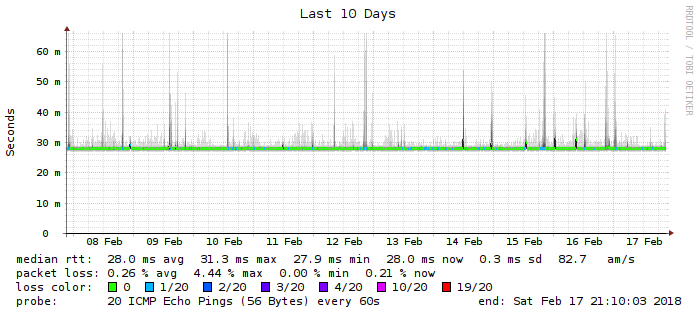 Last 10 Days
RRDTOOL / TOBI OETIKER
Seconds
60 m
50 m
40 m
30 m
20 m
10 m
0
08 Feb 09 Feb 10 Feb 11 Feb 12 Feb 13 Feb 14 Feb 15 Feb 16 Feb 17 Feb
median rtt: 28.0 ms avg 31.3 ms max 27.9 ms min 28.0 ms now 0.3 ms sd 82.7 am/s
packet loss: 0.26 % avg 4.44 % max 0.00 % min 0.21 % now
loss color: 0 1/20 2/20 3/20 4/20 10/20 19/20
probe: 20 ICMP Echo Pings (56 Bytes) every 60s end: Sat Feb 17 21:10:03 2018